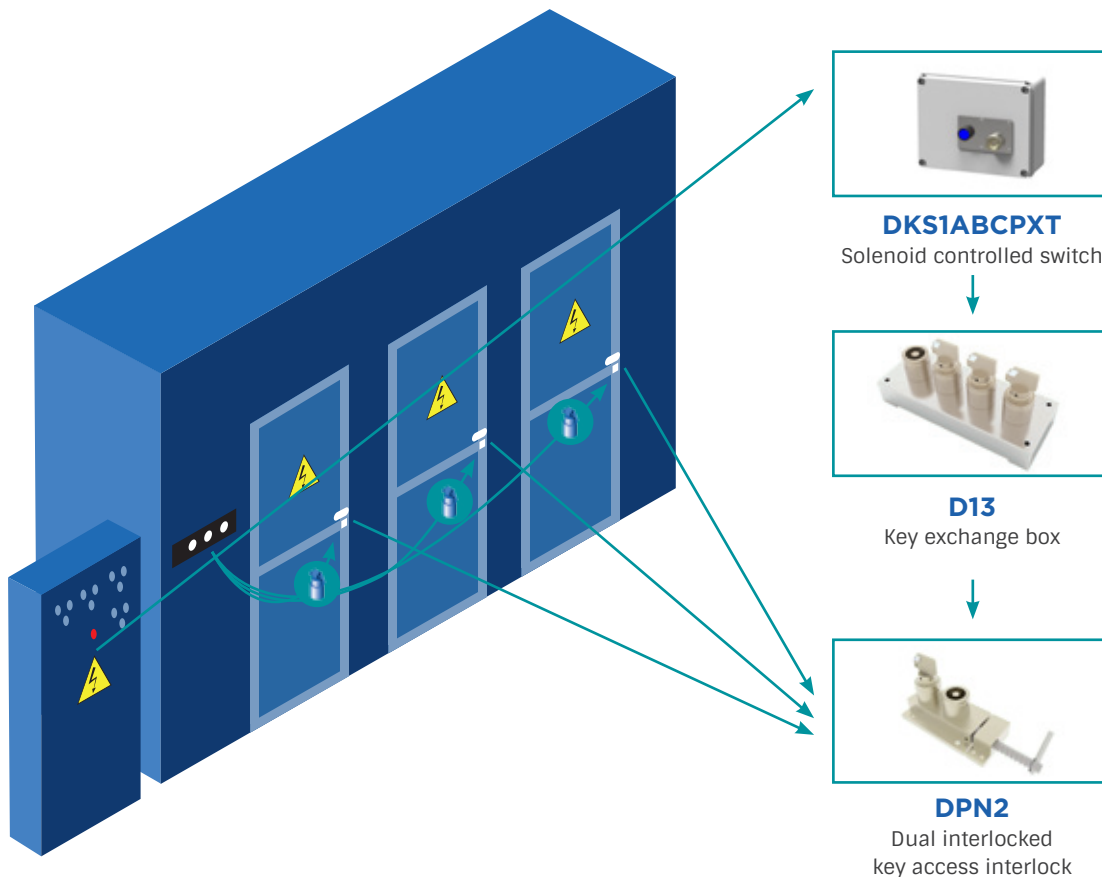 DKS1ABCPXT
Solenoid controlled switch
D13
Key exchange box
DPN2
Dual interlocked
key access interlock